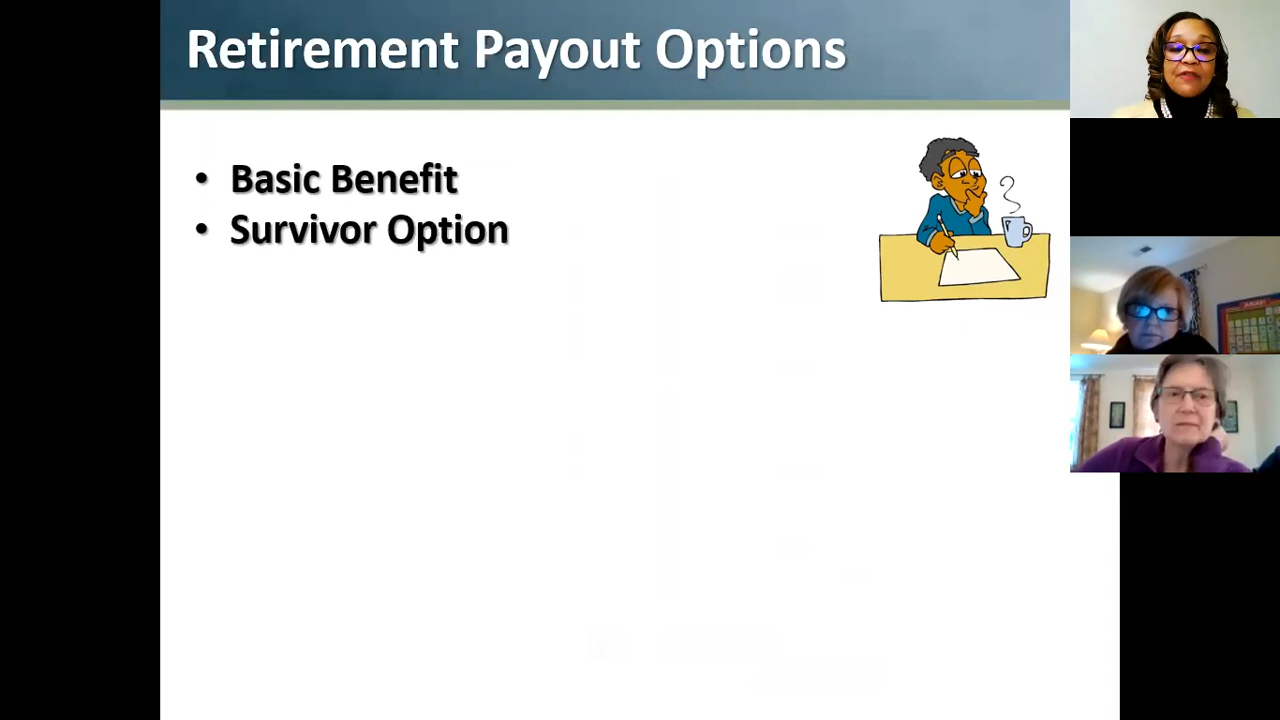 Retirement Payout Options
• Basic Benefit
• Survivor Option